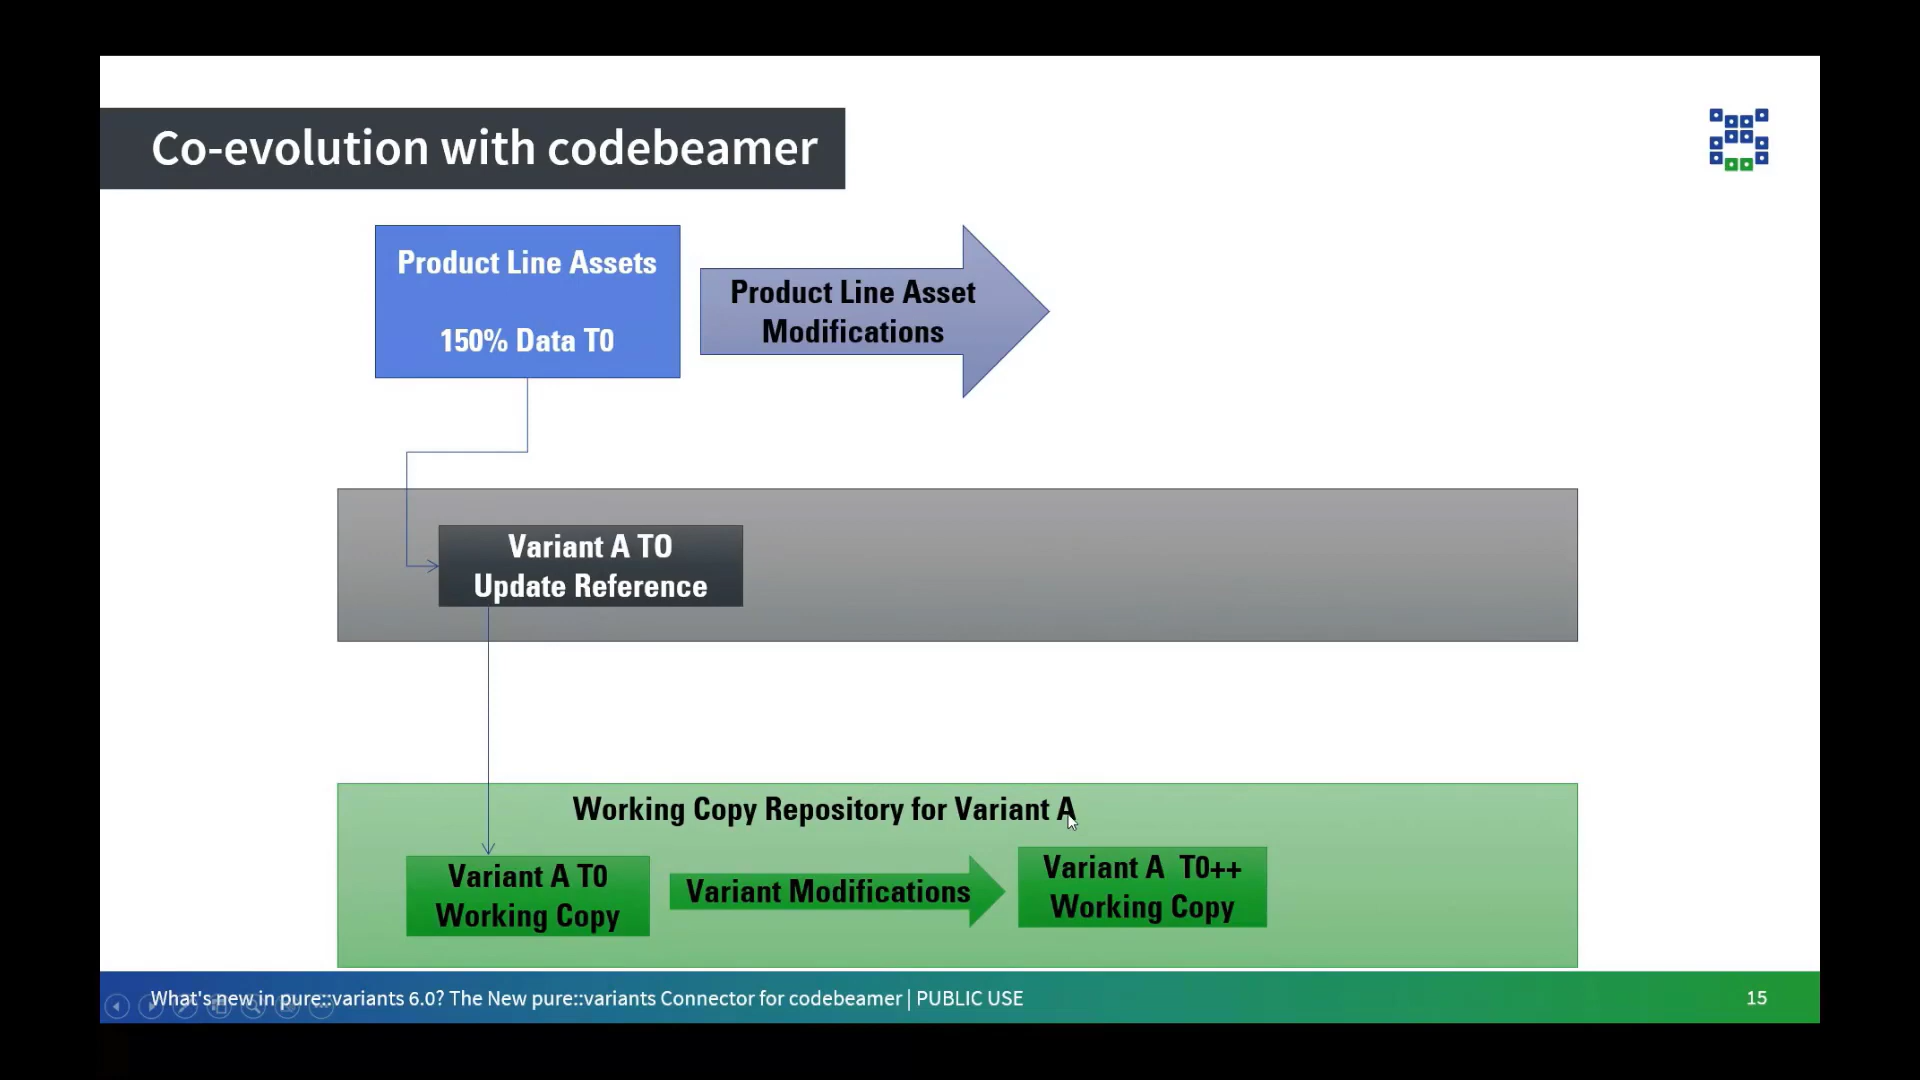 Co-evolution with codebeamer
Product Line Assets
150% Data T0
Product Line Asset
Modifications
Variant A TO
Update Reference
Working Copy Repository for Variant A
Variant A T0
Working Copy
Variant Modifications
Variant A T0++
Working Copy
What's new in pure::variants 6.0? The New pure::variants Connector for codebeamer | PUBLIC USE
15